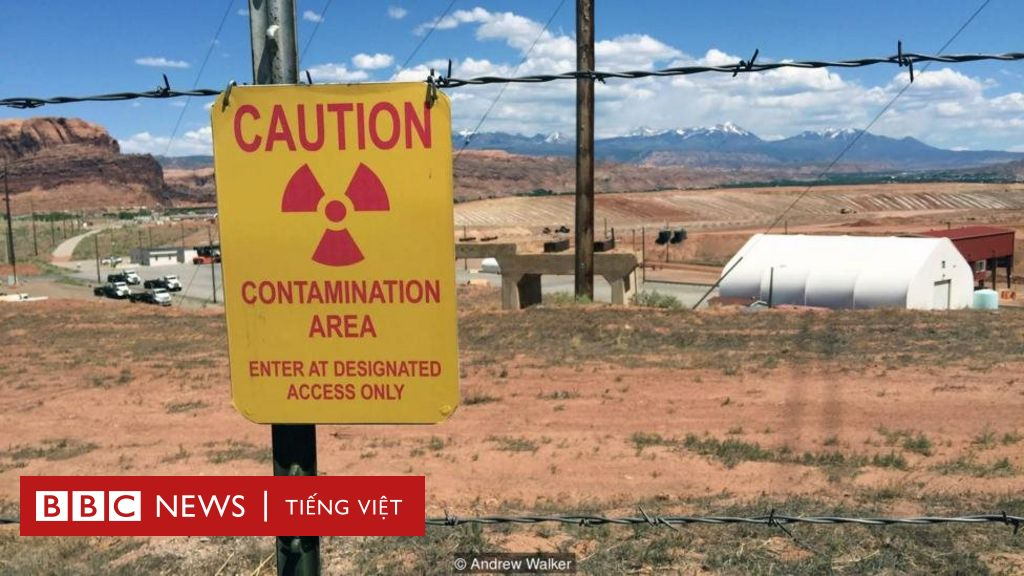 CAUTION
CONTAMINATION
AREA
ENTER AT DESIGNATED
ACCESS ONLY
BBC NEWS | TIẾNG VIỆT
© Andrew Walker